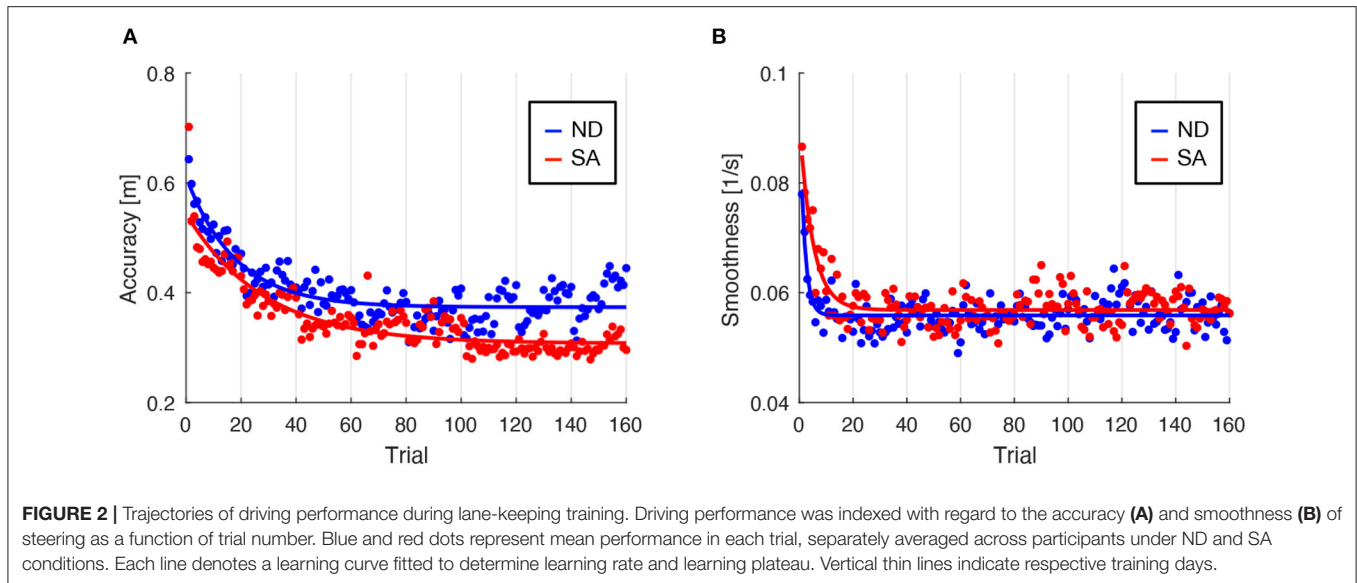 A
B
0.8
0.6
0.4
0.2
Accuracy [m]
ND
SA
0 20 40 60 80 100 120 140 160
Trial
0.1
0.08
0.06
0.04
Smoothness [1/s]
ND
SA
0 20 40 60 80 100 120 140 160
Trial
FIGURE 2 | Trajectories of driving performance during lane-keeping training. Driving performance was indexed with regard to the accuracy (A) and smoothness (B) of
steering as a function of trial number. Blue and red dots represent mean performance in each trial, separately averaged across participants under ND and SA
conditions. Each line denotes a learning curve fitted to determine learning rate and learning plateau. Vertical thin lines indicate respective training days.